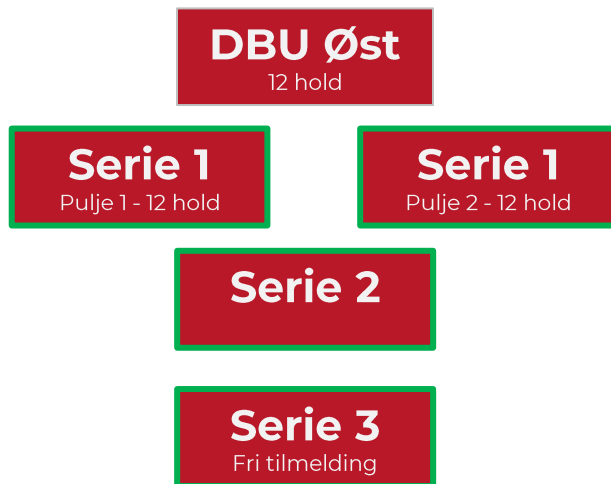 DBU Øst
12 hold
Serie 1
Pulje 1 - 12 hold
Serie 1
Pulje 2 - 12 hold
Serie 2
Serie 3
Fri tilmelding